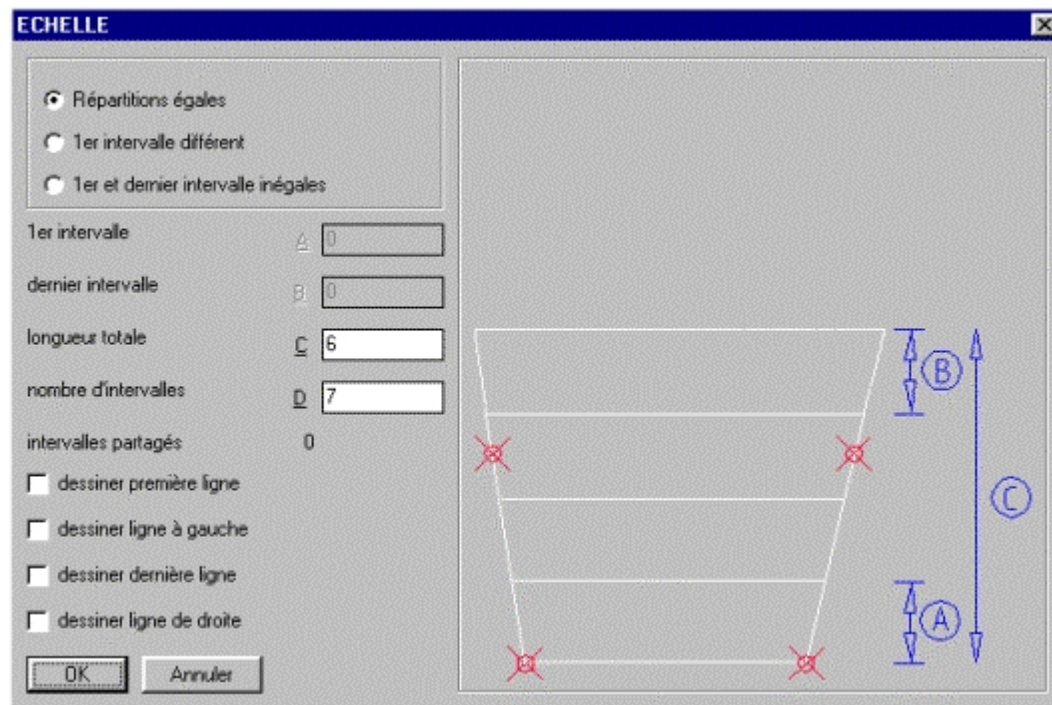 ECHELLE
Répartitions égales
1er intervalle différent
1er et dernier intervalle inégales
1er intervalle A 0
dernier intervalle B 0
longueur totale C 6
nombre d'intervalles D 7
intervalles partagés 0
dessiner première ligne
dessiner ligne à gauche
dessiner dernière ligne
dessiner ligne de droite
OK Annuler
B
C
A